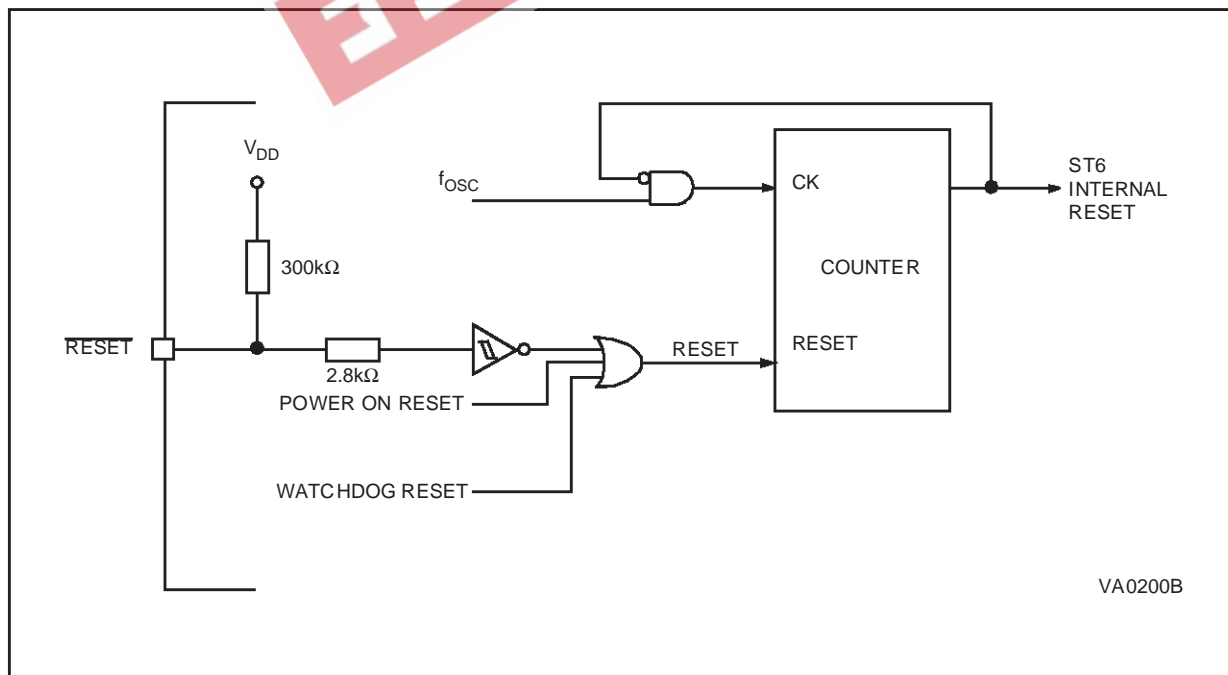 V_DD
f_OSC
CK
ST6
INTERNAL
RESET
300kΩ
COUNTER
RESET
RESET
RESET
2.8kΩ
POWER ON RESET
WATCHDOG RESET
VA0200B